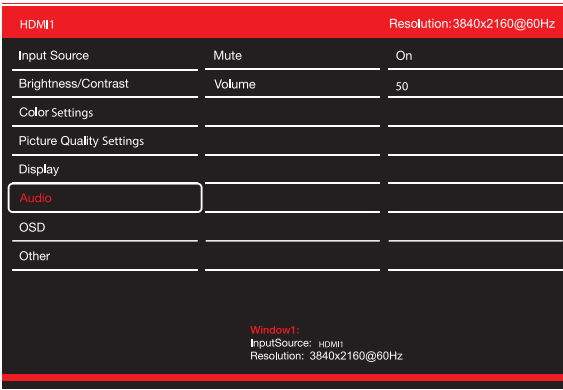 HDMI1 Resolution:3840x2160@60Hz
Input Source Mute On
Brightness/Contrast Volume 50
Color Settings
Picture Quality Settings
Display
Audio
OSD
Other
Window1:
InputSource: HDMI1
Resolution: 3840x2160@60Hz